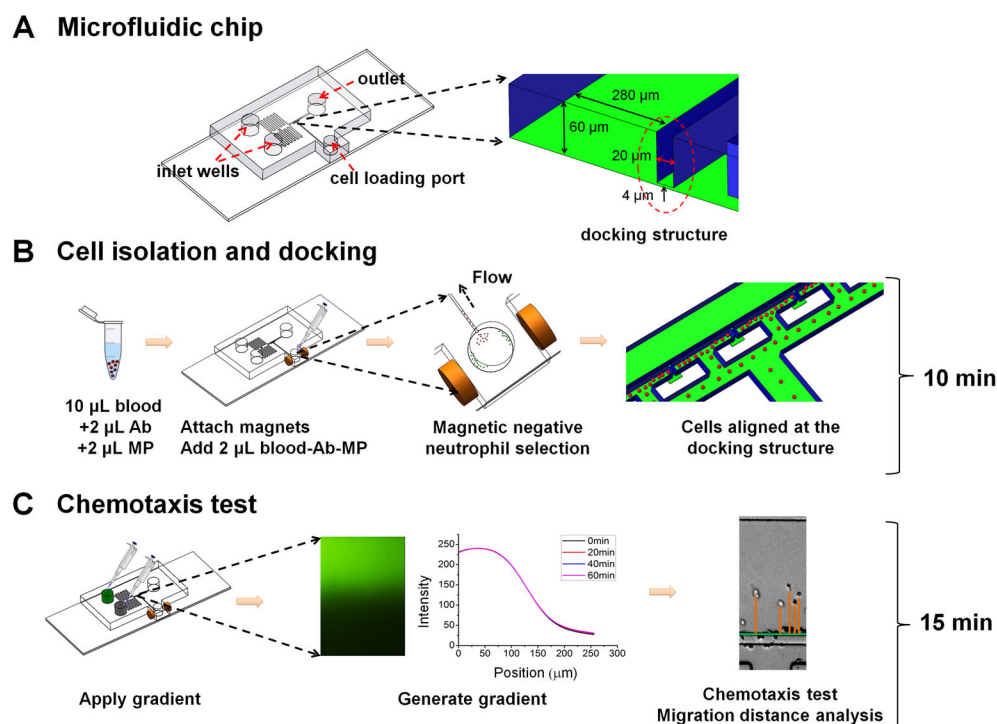 A Microfluidic chip
outlet
inlet wells
cell loading port
280 µm
60 µm
20 µm
4 µm
docking structure
B Cell isolation and docking
Flow
10 µL blood
+2 µL Ab
+2 µL MP
Attach magnets
Add 2 µL blood-Ab-MP
Magnetic negative
neutrophil selection
Cells aligned at the
docking structure
10 min
C Chemotaxis test
Apply gradient
250
200
150
100
50
0
Intensity
0 50 100 150 200 250 300
Position (µm)
0min
20min
40min
60min
Generate gradient
Chemotaxis test
Migration distance analysis
15 min